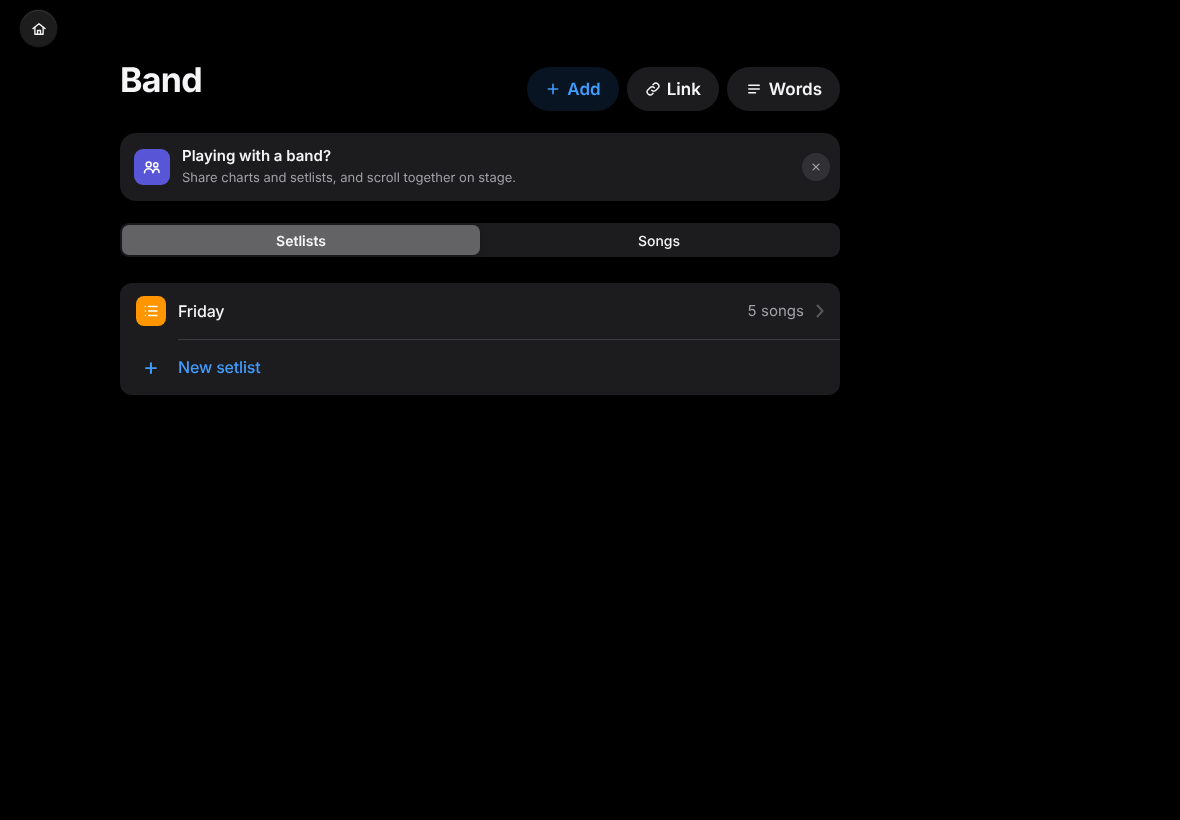 Band
Add
Link
Words
Playing with a band?
Share charts and setlists, and scroll together on stage.
Setlists
Songs
Friday
5 songs
New setlist